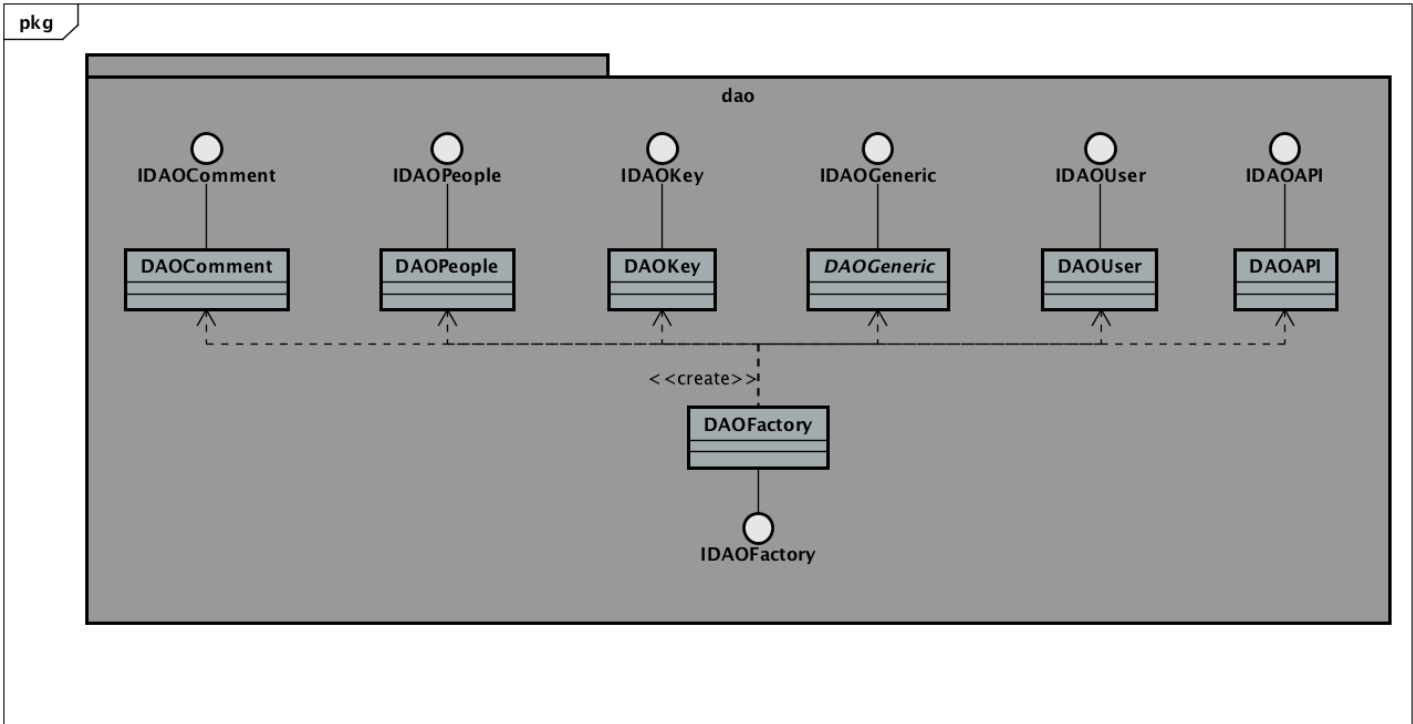 pkg
dao
IDAOComment
IDAOPeople
IDAOKey
IDAOGeneric
IDAOUser
IDAOAPI
DAOComment
DAOPeople
DAOKey
DAOGeneric
DAOUser
DAOAPI
<<create>>
DAOFactory
IDAOFactory